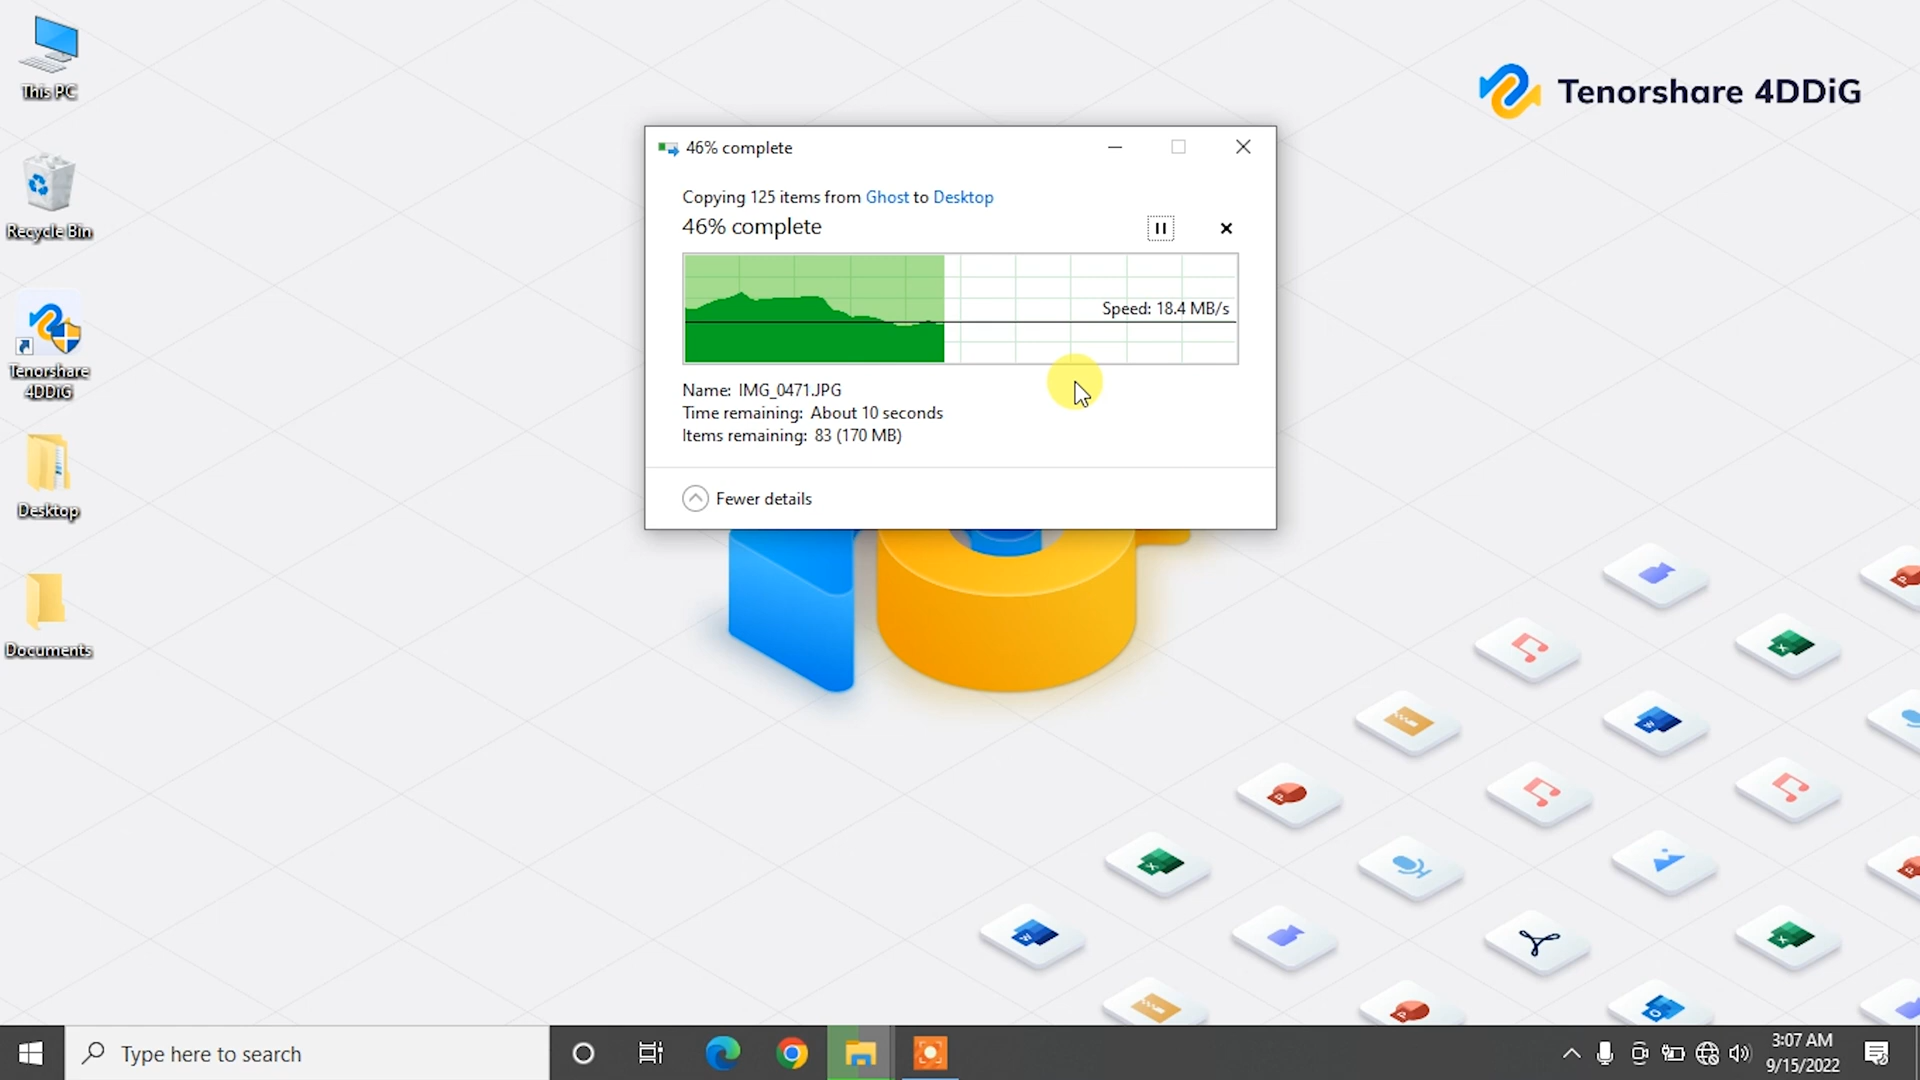 This PC
Recycle Bin
Tenorshare
4DDiG
Desktop
Documents
Tenorshare 4DDiG
46% complete
Copying 125 items from Ghost to Desktop
46% complete
Speed: 18.4 MB/s
Name: IMG_0471.JPG
Time remaining: About 10 seconds
Items remaining: 83 (170 MB)
Fewer details
Type here to search
3:07 AM
9/15/2022